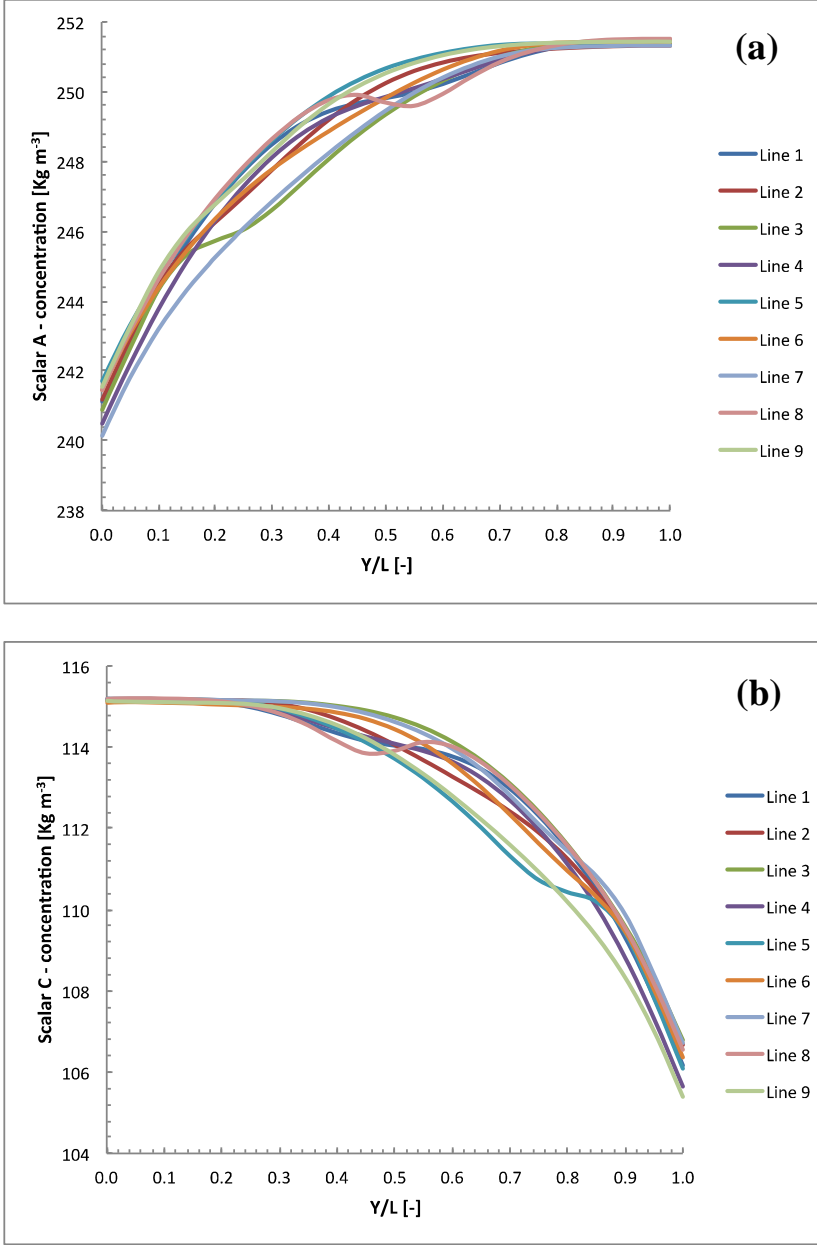 (a)
252
250
248
246
244
242
240
238
Scalar A - concentration [Kg m⁻³]
0.0 0.1 0.2 0.3 0.4 0.5 0.6 0.7 0.8 0.9 1.0
Y/L [-]
Line 1
Line 2
Line 3
Line 4
Line 5
Line 6
Line 7
Line 8
Line 9
(b)
116
114
112
110
108
106
104
Scalar C - concentration [Kg m⁻³]
0.0 0.1 0.2 0.3 0.4 0.5 0.6 0.7 0.8 0.9 1.0
Y/L [-]
Line 1
Line 2
Line 3
Line 4
Line 5
Line 6
Line 7
Line 8
Line 9